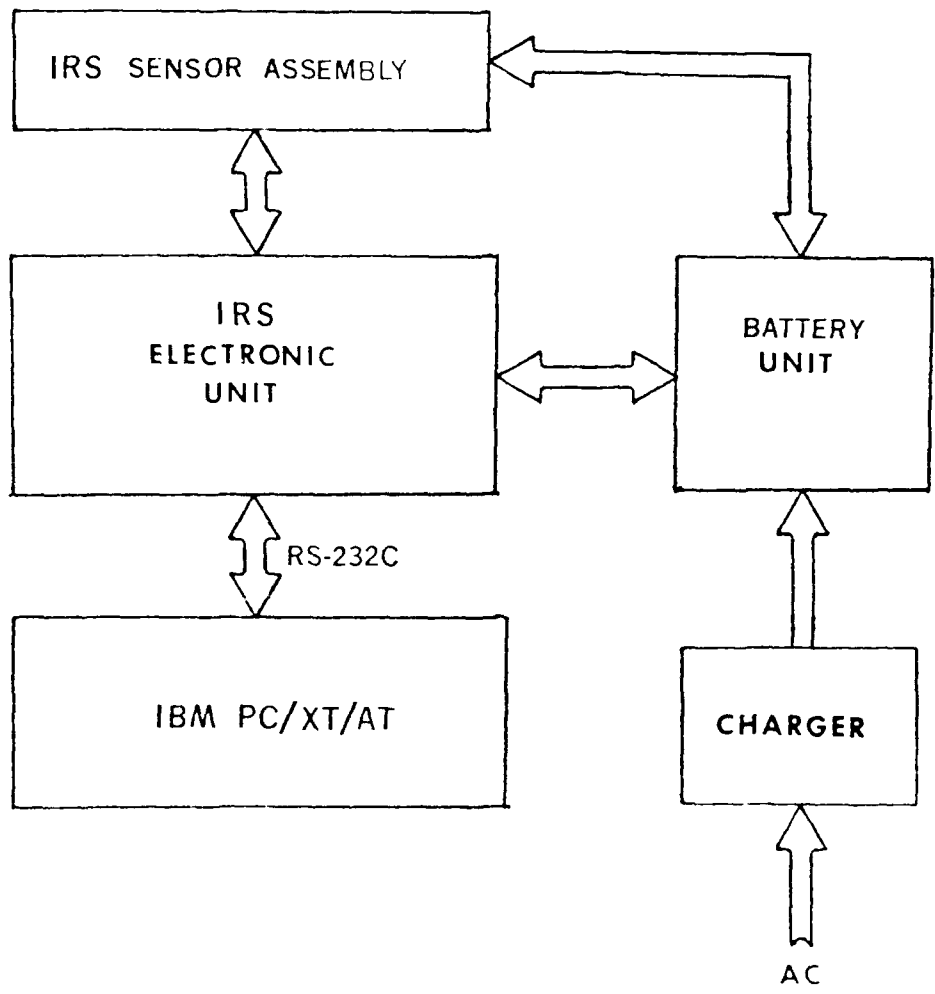 IRS SENSOR ASSEMBLY
IRS
ELECTRONIC
UNIT
BATTERY
UNIT
RS-232C
IBM PC/XT/AT
CHARGER
AC